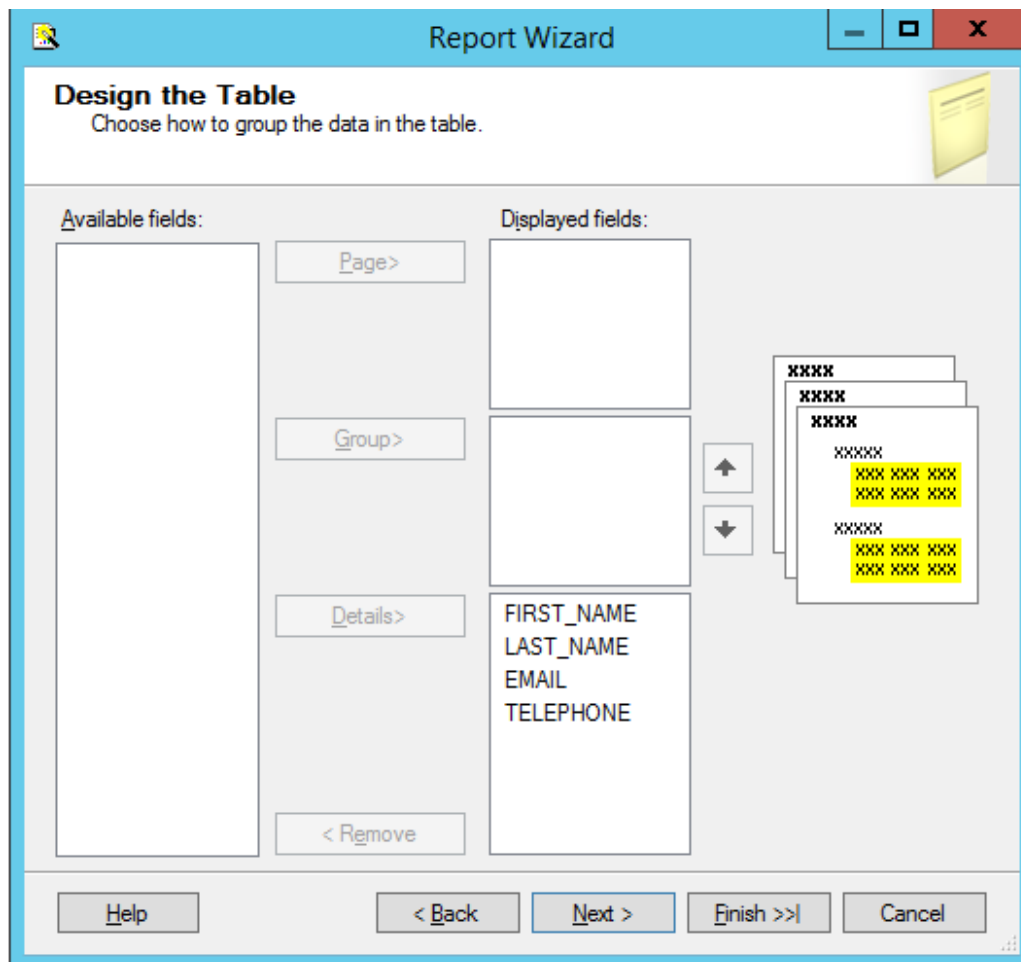 Report Wizard
Design the Table
Choose how to group the data in the table.
Available fields:
Displayed fields:
Page>
Group>
Details>
< Remove
FIRST_NAME
LAST_NAME
EMAIL
TELEPHONE
xxxx
xxxx
xxxx
xxxxx
xxx xxx xxx
xxx xxx xxx
xxxxx
xxx xxx xxx
xxx xxx xxx
Help
< Back
Next >
Finish >>|
Cancel